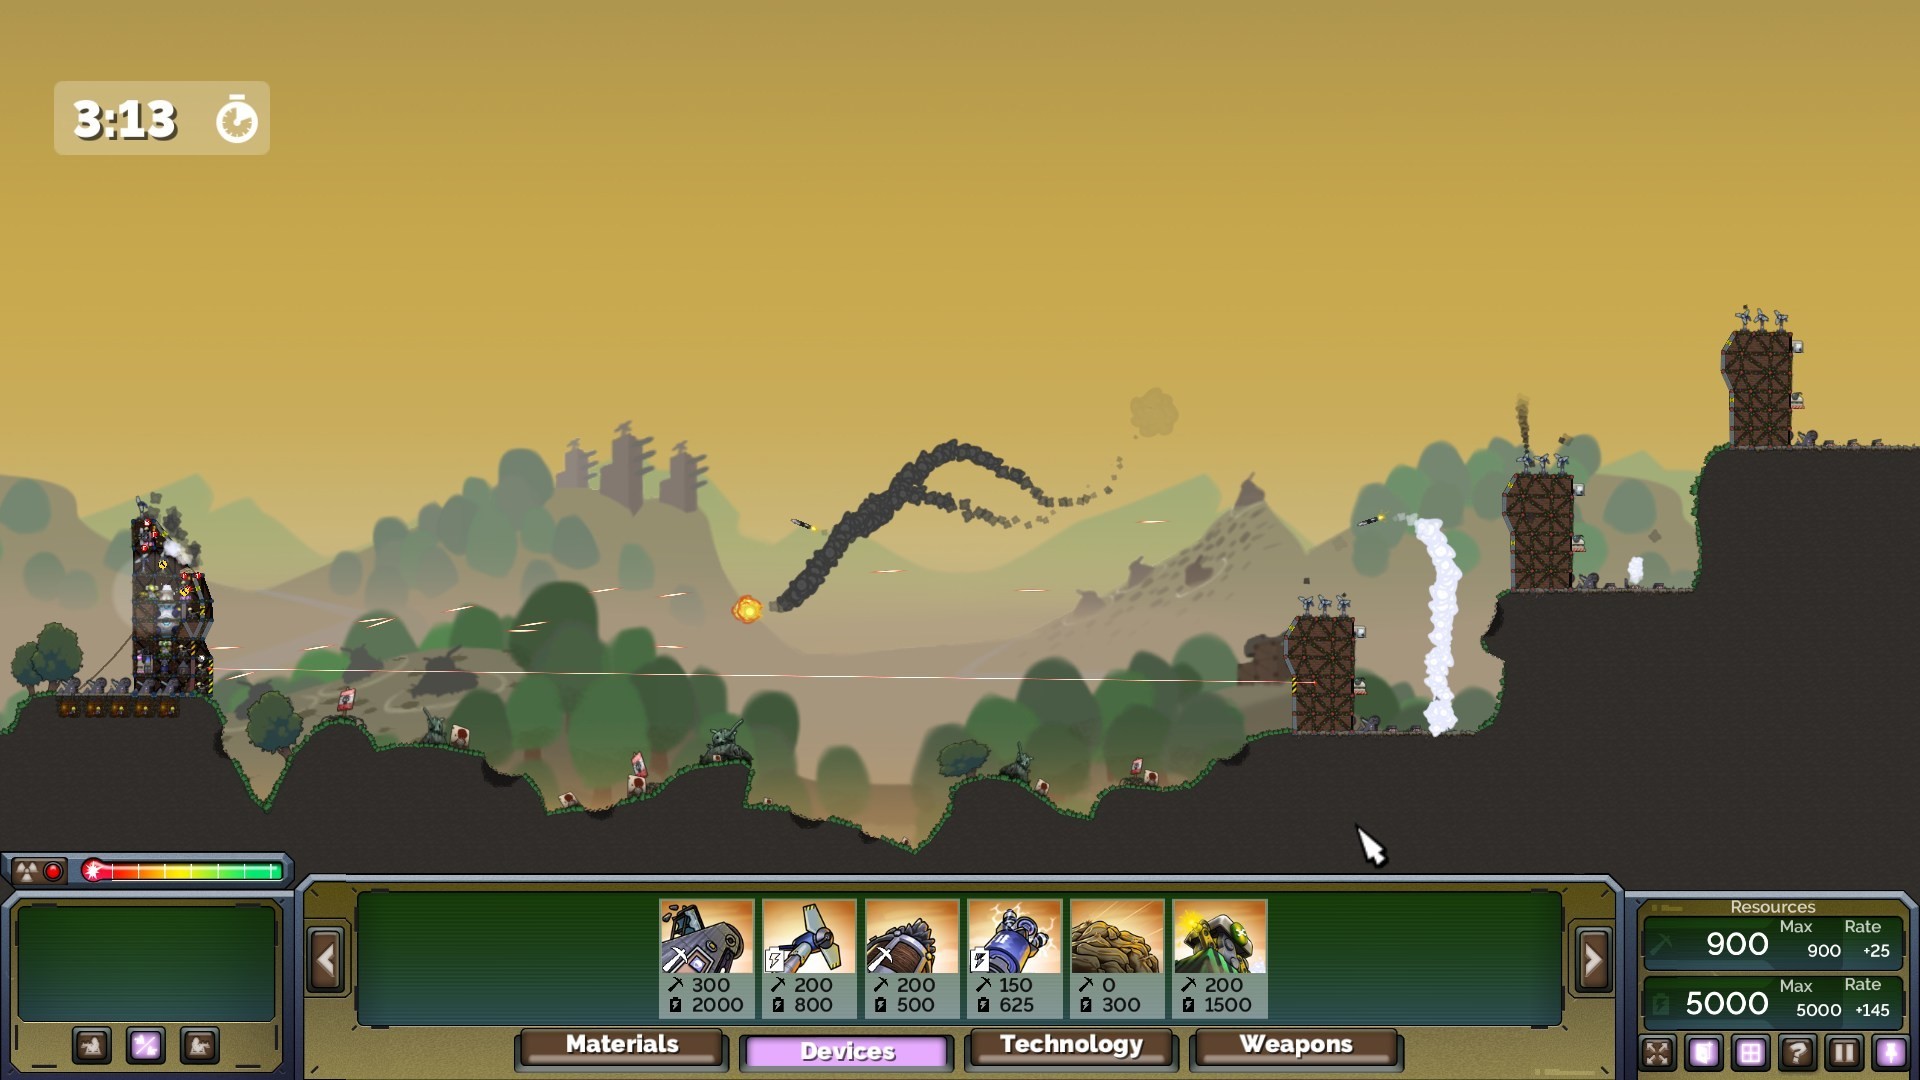 3:13
300
2000
200
800
200
500
150
625
0
300
200
1500
Materials
Devices
Technology
Weapons
Resources
Max Rate
900 900 +25
Max Rate
5000 5000 +145
?